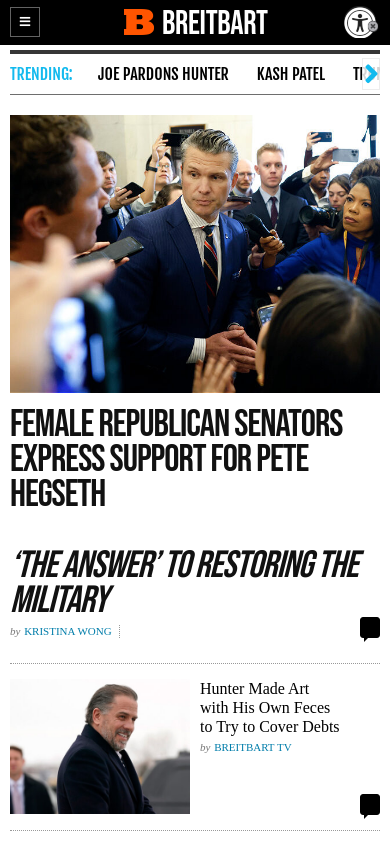 BREITBART
TRENDING:
JOE PARDONS HUNTER
KASH PATEL
FEMALE REPUBLICAN SENATORS
EXPRESS SUPPORT FOR PETE
HEGSETH
‘THE ANSWER’ TO RESTORING THE
MILITARY
by KRISTINA WONG
Hunter Made Art
with His Own Feces
to Try to Cover Debts
by BREITBART TV